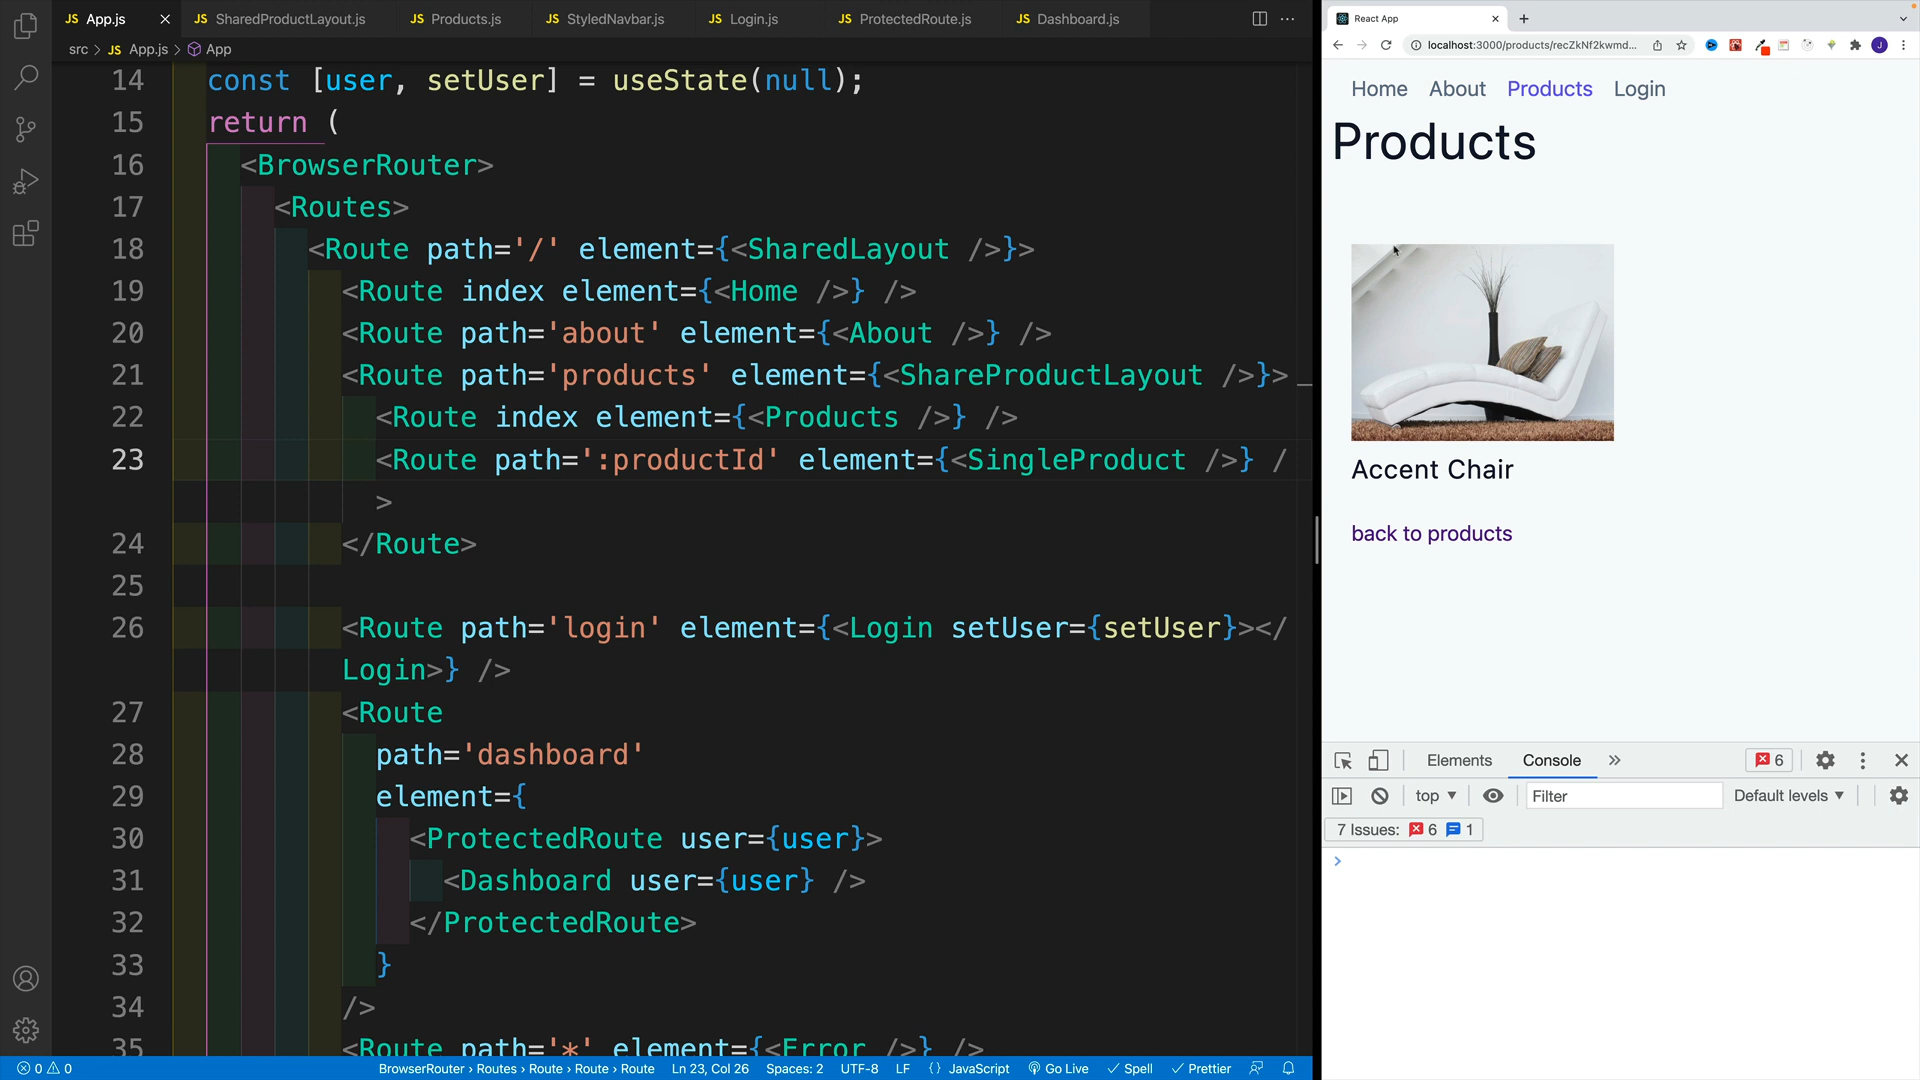 JS App.js
JS SharedProductLayout.js
JS Products.js
JS StyledNavbar.js
JS Login.js
JS ProtectedRoute.js
JS Dashboard.js
src > JS App.js > App
14 const [user, setUser] = useState(null);
15 return (
16 <BrowserRouter>
17 <Routes>
18 <Route path='/' element={<SharedLayout />}>
19 <Route index element={<Home />} />
20 <Route path='about' element={<About />} />
21 <Route path='products' element={<ShareProductLayout />}>
22 <Route index element={<Products />} />
23 <Route path=':productId' element={<SingleProduct />} /
>
24 </Route>
25
26 <Route path='login' element={<Login setUser={setUser}></
Login>} />
27 <Route
28 path='dashboard'
29 element={
30 <ProtectedRoute user={user}>
31 <Dashboard user={user} />
32 </ProtectedRoute>
33 }
34 />
35 <Route path='*' element={<Error />} />
0 0
BrowserRouter › Routes › Route › Route › Route
Ln 23, Col 26
Spaces: 2
UTF-8
LF
{} JavaScript
Go Live
Spell
Prettier
React App
localhost:3000/products/recZkNf2kwmd...
J
Home About Products Login
Products
Accent Chair
back to products
Elements Console » 6
top Filter Default levels
7 Issues: 6 1